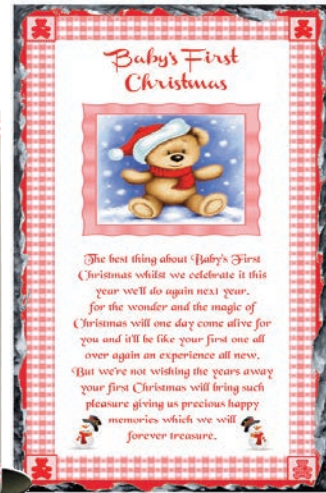 Baby's First
Christmas
The best thing about Baby's First
Christmas whilst we celebrate it this
year we'll do again next year.
for the wonder and the magic of
Christmas will one day come alive for
you and it'll be like your first one all
over again an experience all new.
But we're not wishing the years away
your first Christmas will bring such
pleasure giving us precious happy
memories which we will
forever treasure.